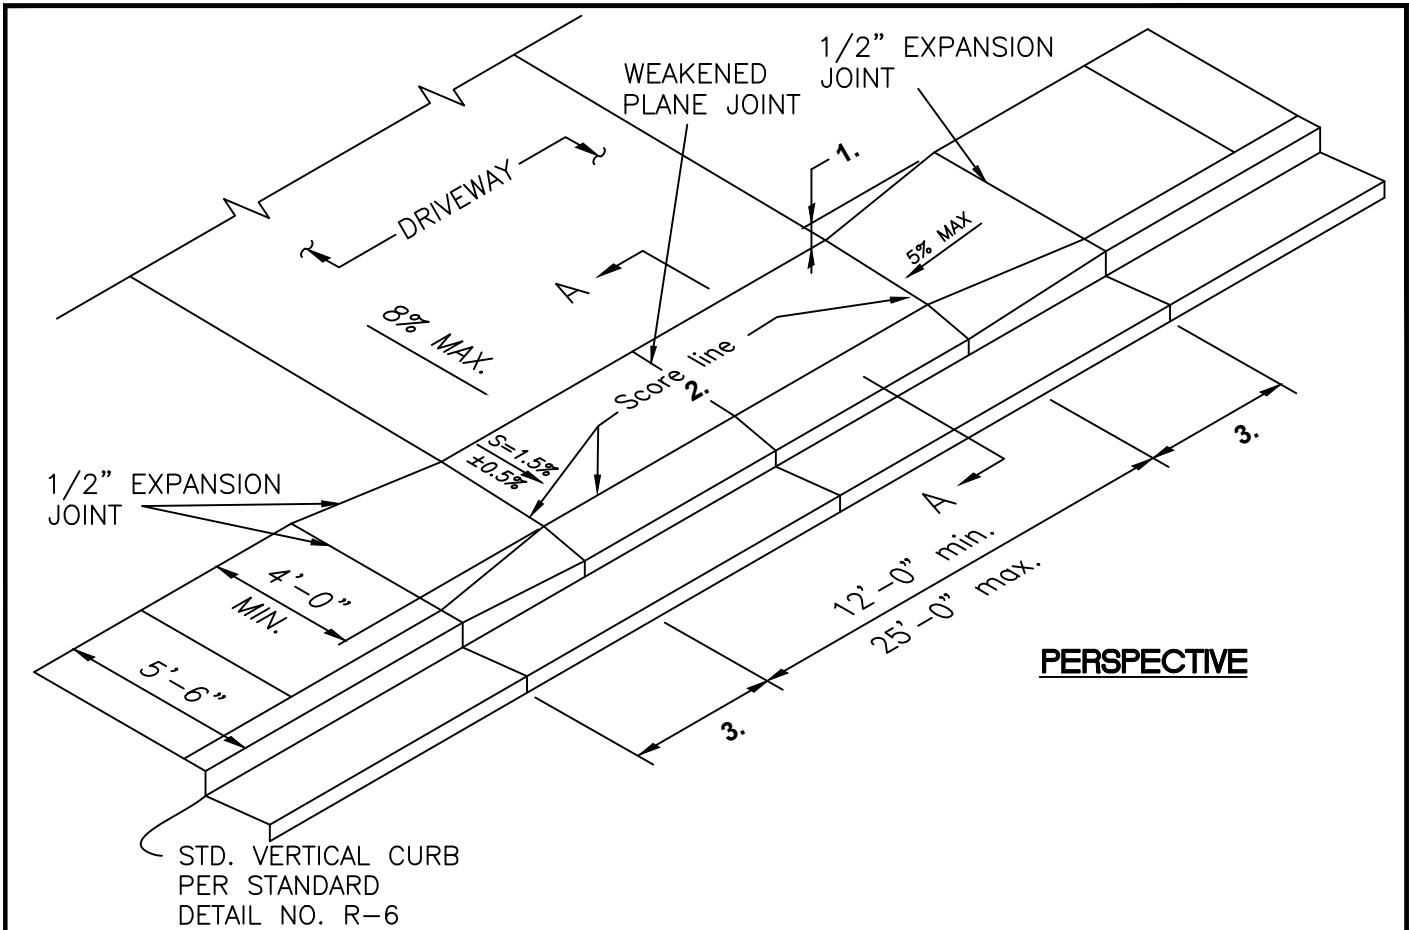 1/2” EXPANSION
JOINT
WEAKENED
PLANE JOINT
1.
DRIVEWAY
5% MAX
A
8% MAX.
Score line
2.
S=1.5%
±0.5%
3.
1/2” EXPANSION
JOINT
A
12’-0” min.
25’-0” max.
4’-0”
MIN.
PERSPECTIVE
5’-6”
3.
STD. VERTICAL CURB
PER STANDARD
DETAIL NO. R-6